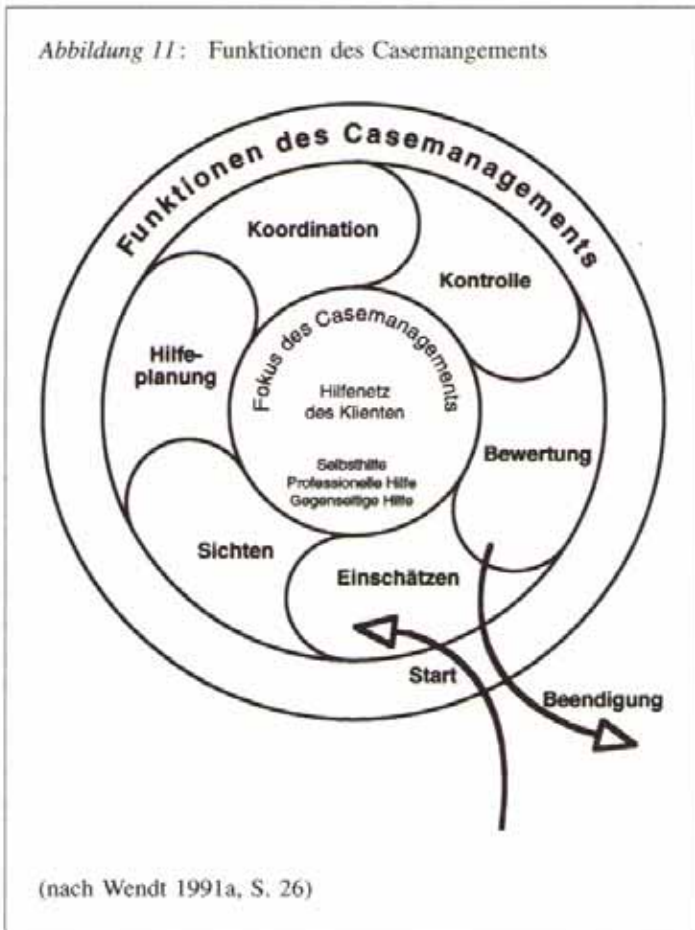 Abbildung 11: Funktionen des Casemangements
Funktionen des Casemanagements
Koordination
Kontrolle
Hilfe-
planung
Fokus des Casemanagements
Hilfenetz
des Klienten
Selbsthilfe
Professionelle Hilfe
Gegenseitige Hilfe
Bewertung
Sichten
Einschätzen
Start
Beendigung
(nach Wendt 1991a, S. 26)